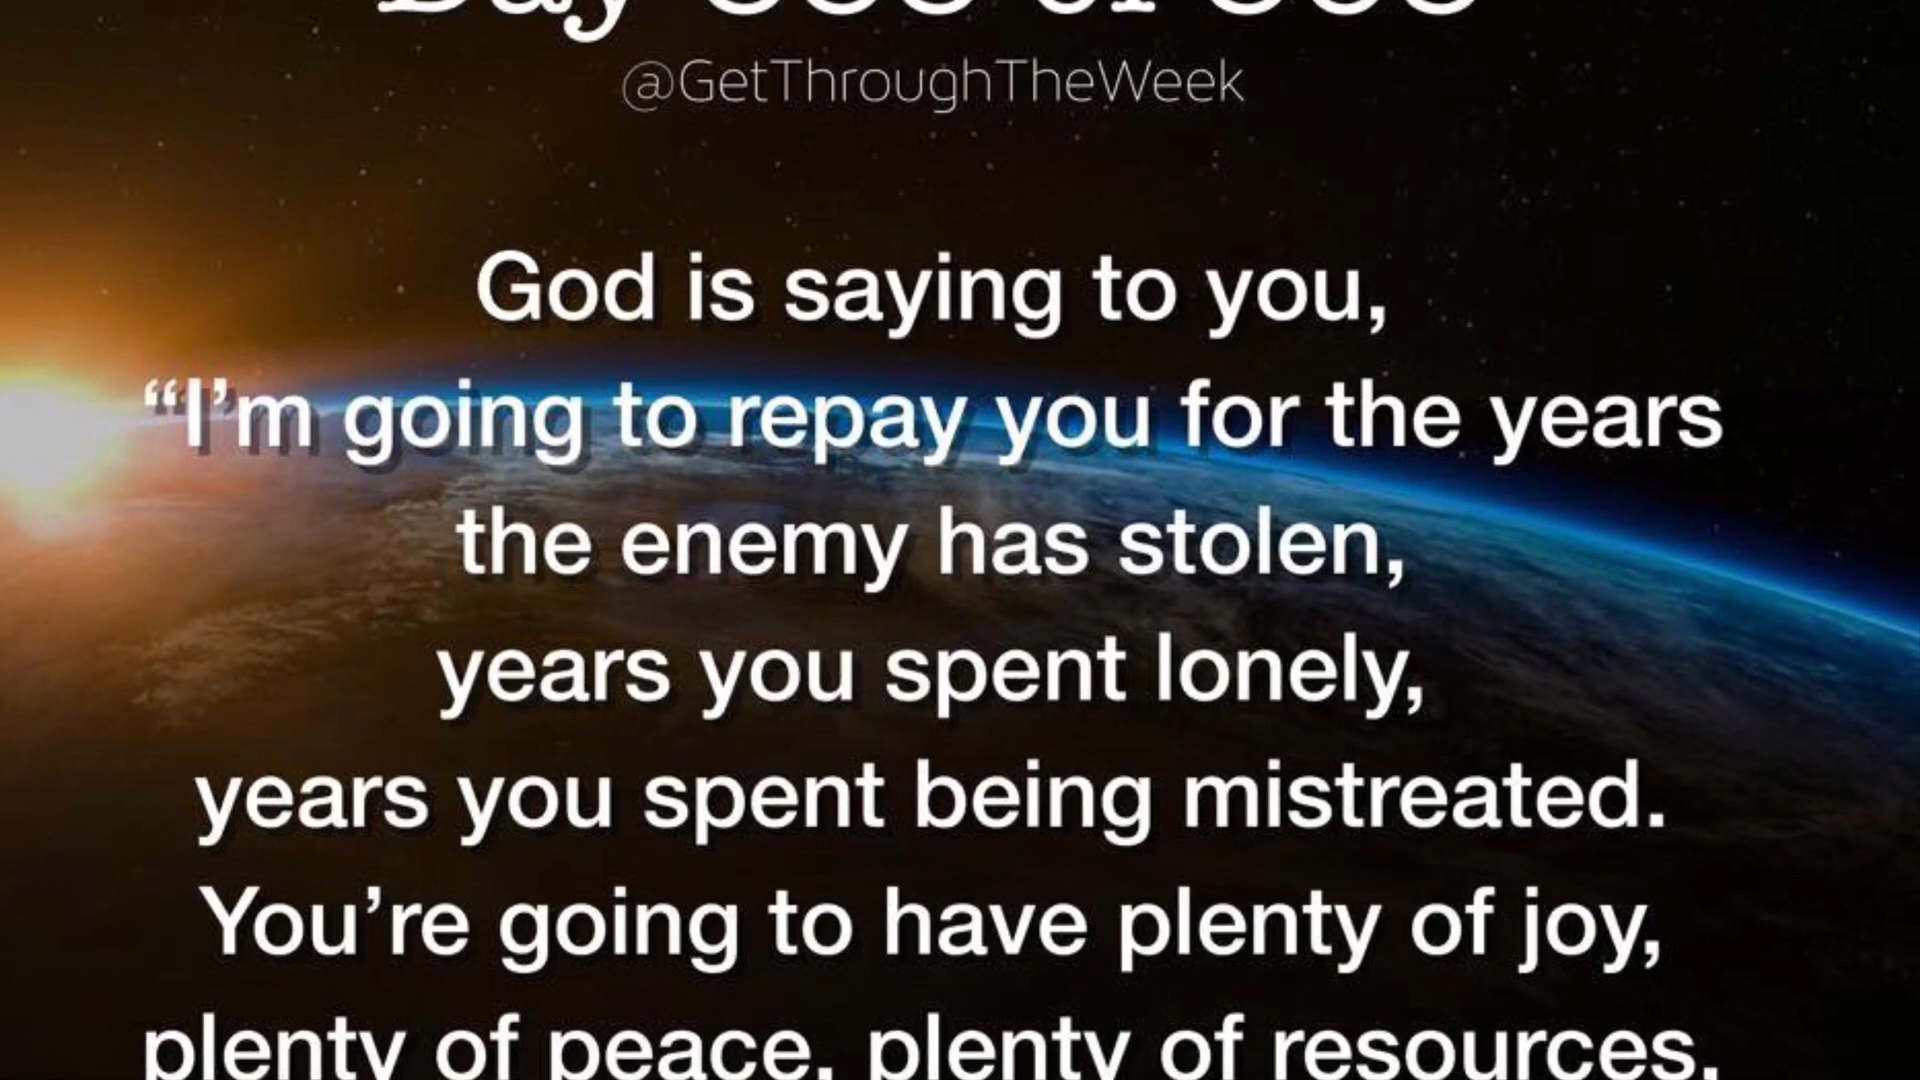 @GetThroughTheWeek
God is saying to you,
“I’m going to repay you for the years
the enemy has stolen,
years you spent lonely,
years you spent being mistreated.
You’re going to have plenty of joy,
plenty of peace, plenty of resources,